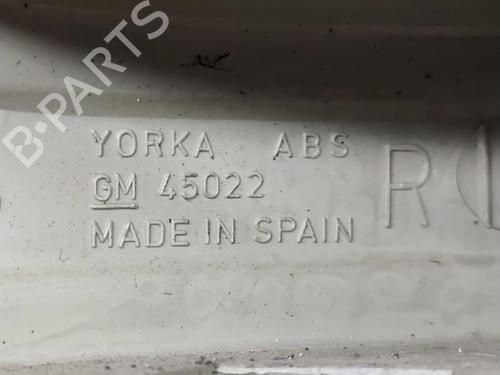 B-PARTS
YORKA ABS
GM 45022
MADE IN SPAIN
R